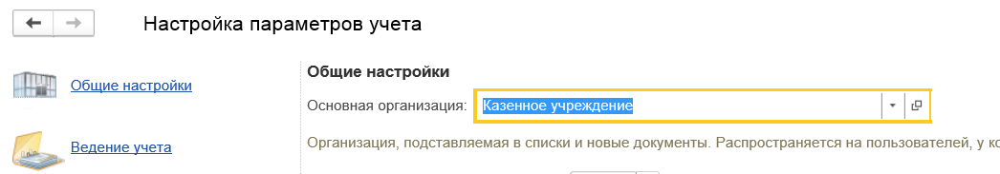 Настройка параметров учета
Общие настройки
Ведение учета
Общие настройки
Основная организация: Казенное учреждение
Организация, подставляемая в списки и новые документы. Распространяется на пользователей, у